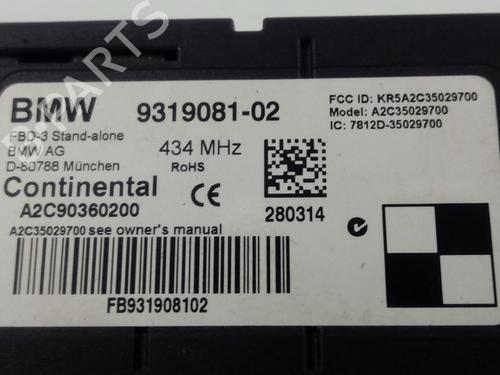 BMW 9319081-02
FBD-3 Stand-alone
BMW AG
D-80788 München
434 MHz
RoHS
FCC ID: KR5A2C35029700
Model: A2C35029700
IC: 7812D-35029700
Continental
CE
A2C90360200
280314
A2C35029700 see owner's manual
FB931908102
PARTS